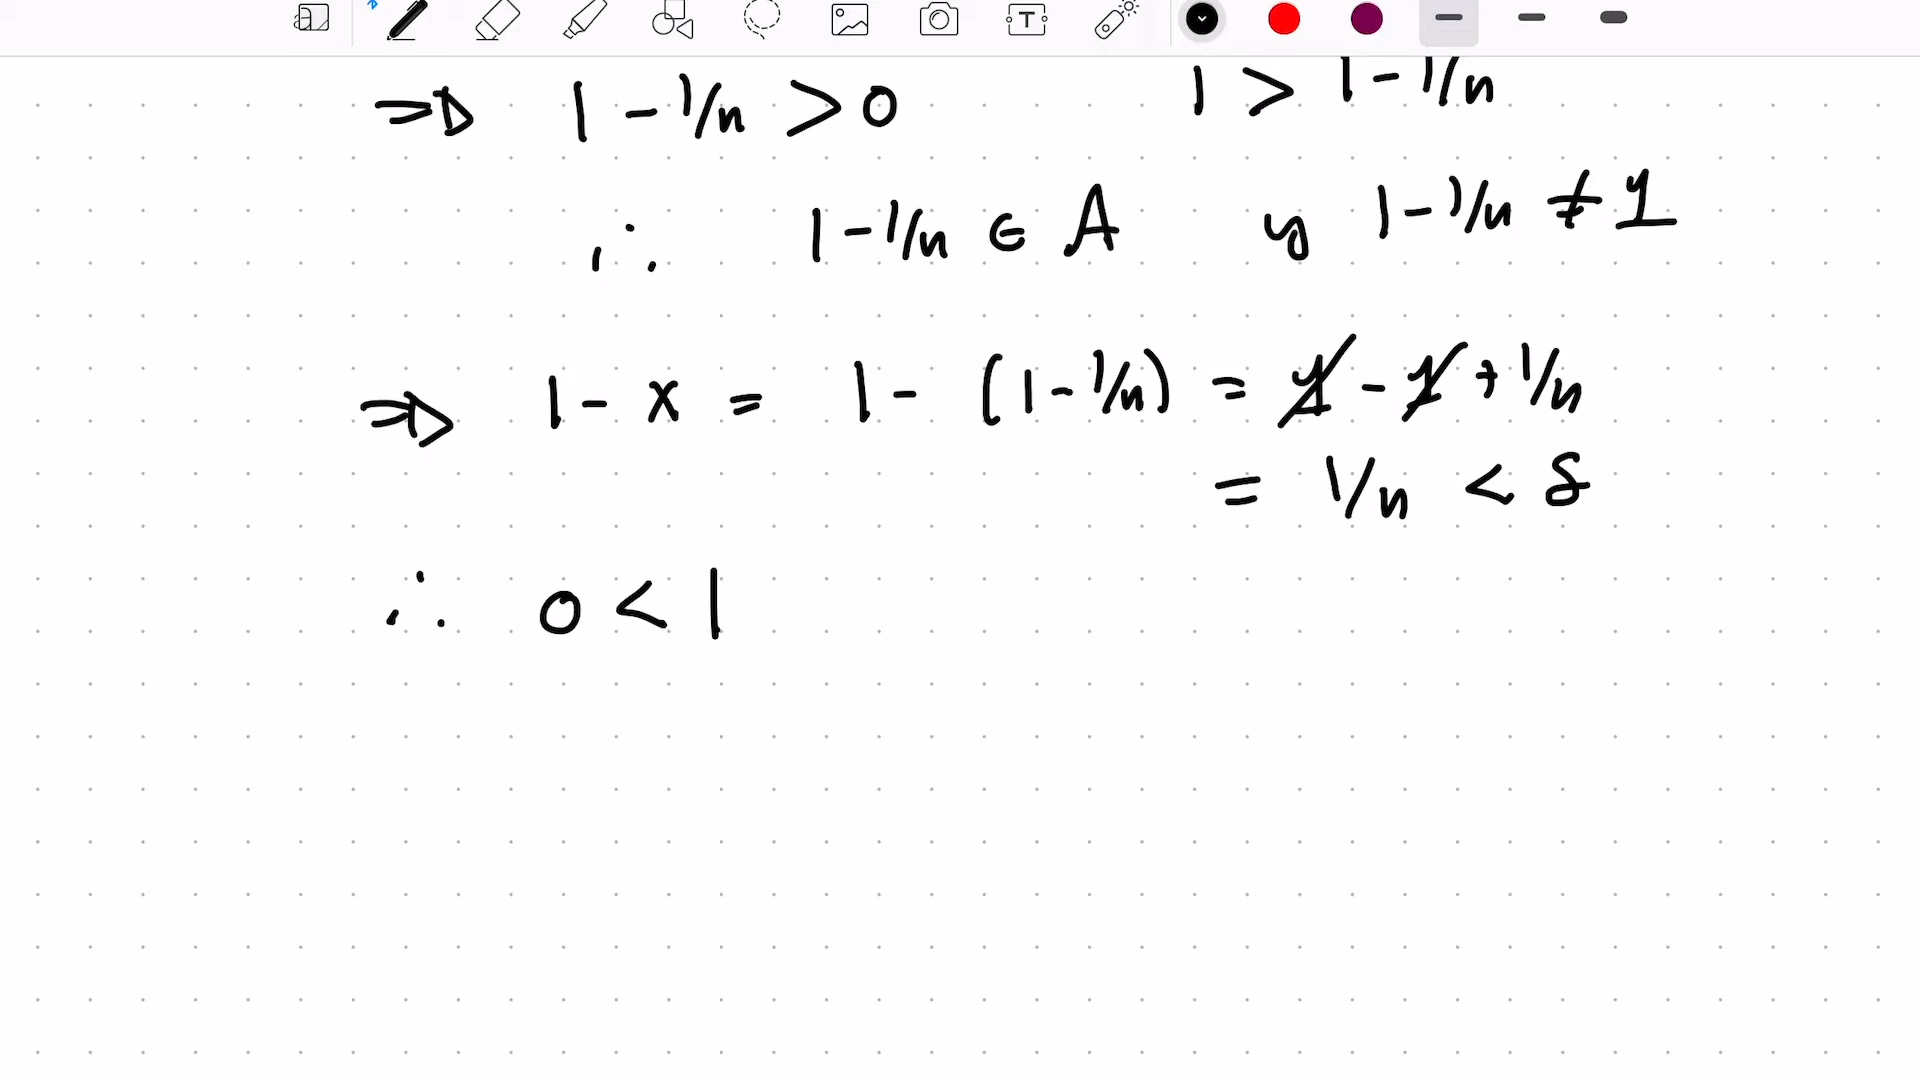 ⇒ 1 - 1/n > 0 1 > 1 - 1/n
∴ 1 - 1/n ∈ A y 1 - 1/n ≠ 1
⇒ 1 - x = 1 - (1 - 1/n) = 1 - 1 + 1/n
= 1/n < δ
∴ 0 < 1